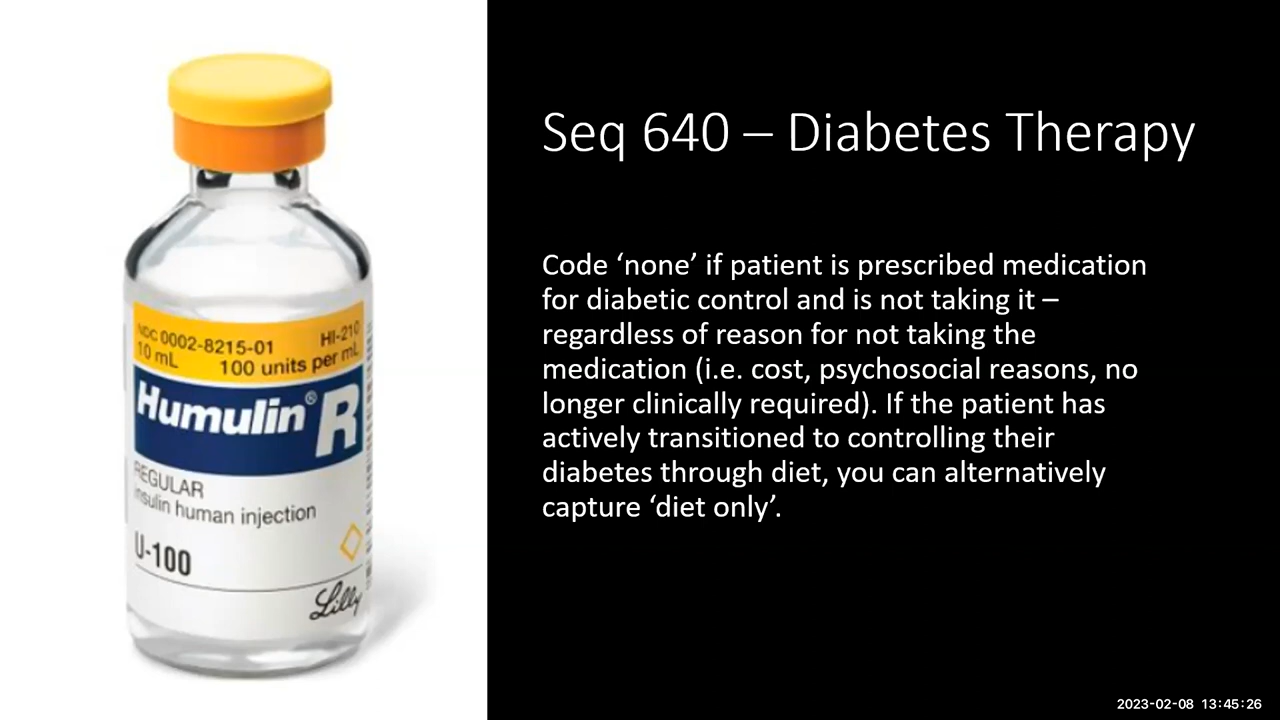 NDC 0002-8215-01 HI-210
10 mL 100 units per mL
Humulin® R
REGULAR
insulin human injection
U-100
Lilly
Seq 640 – Diabetes Therapy
Code ‘none’ if patient is prescribed medication
for diabetic control and is not taking it –
regardless of reason for not taking the
medication (i.e. cost, psychosocial reasons, no
longer clinically required). If the patient has
actively transitioned to controlling their
diabetes through diet, you can alternatively
capture ‘diet only’.
2023-02-08 13:45:26